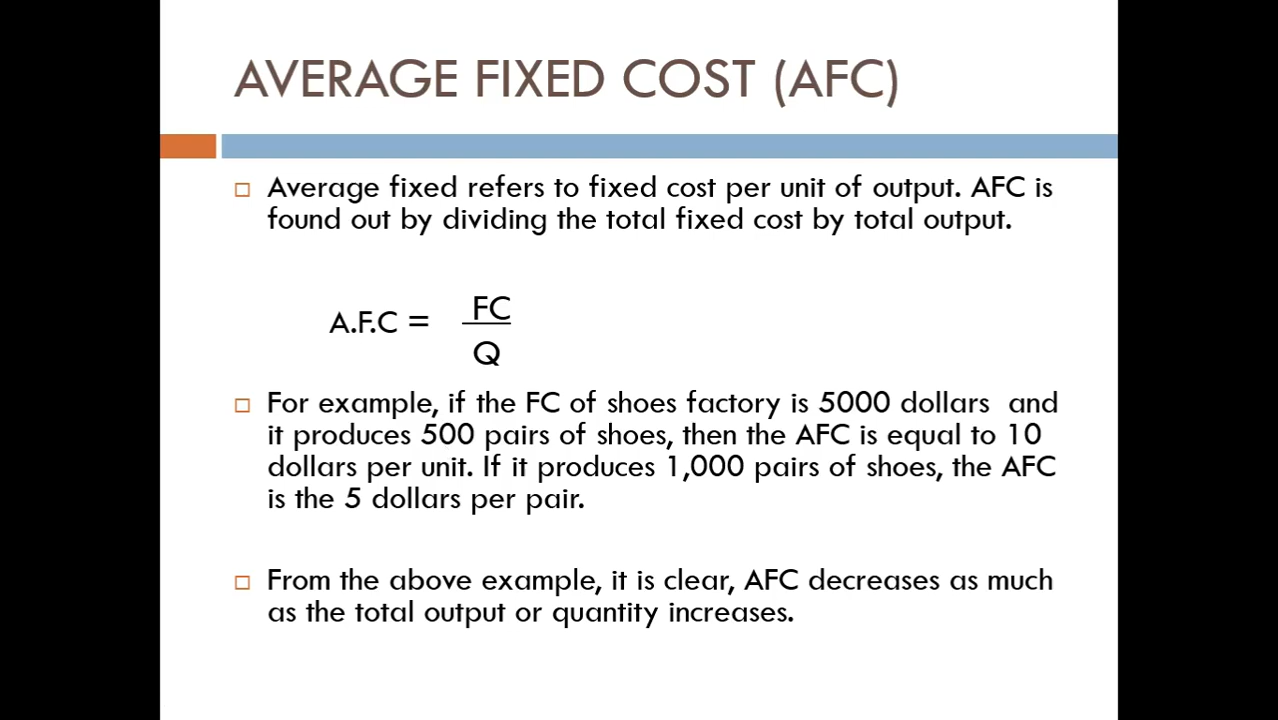 AVERAGE FIXED COST (AFC)
Average fixed refers to fixed cost per unit of output. AFC is
found out by dividing the total fixed cost by total output.
A.F.C = FC
Q
For example, if the FC of shoes factory is 5000 dollars and
it produces 500 pairs of shoes, then the AFC is equal to 10
dollars per unit. If it produces 1,000 pairs of shoes, the AFC
is the 5 dollars per pair.
From the above example, it is clear, AFC decreases as much
as the total output or quantity increases.